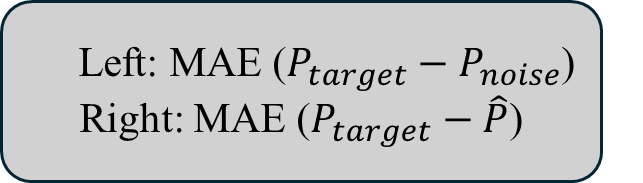 Left: MAE (P_target − P_noise)
Right: MAE (P_target − P̂)